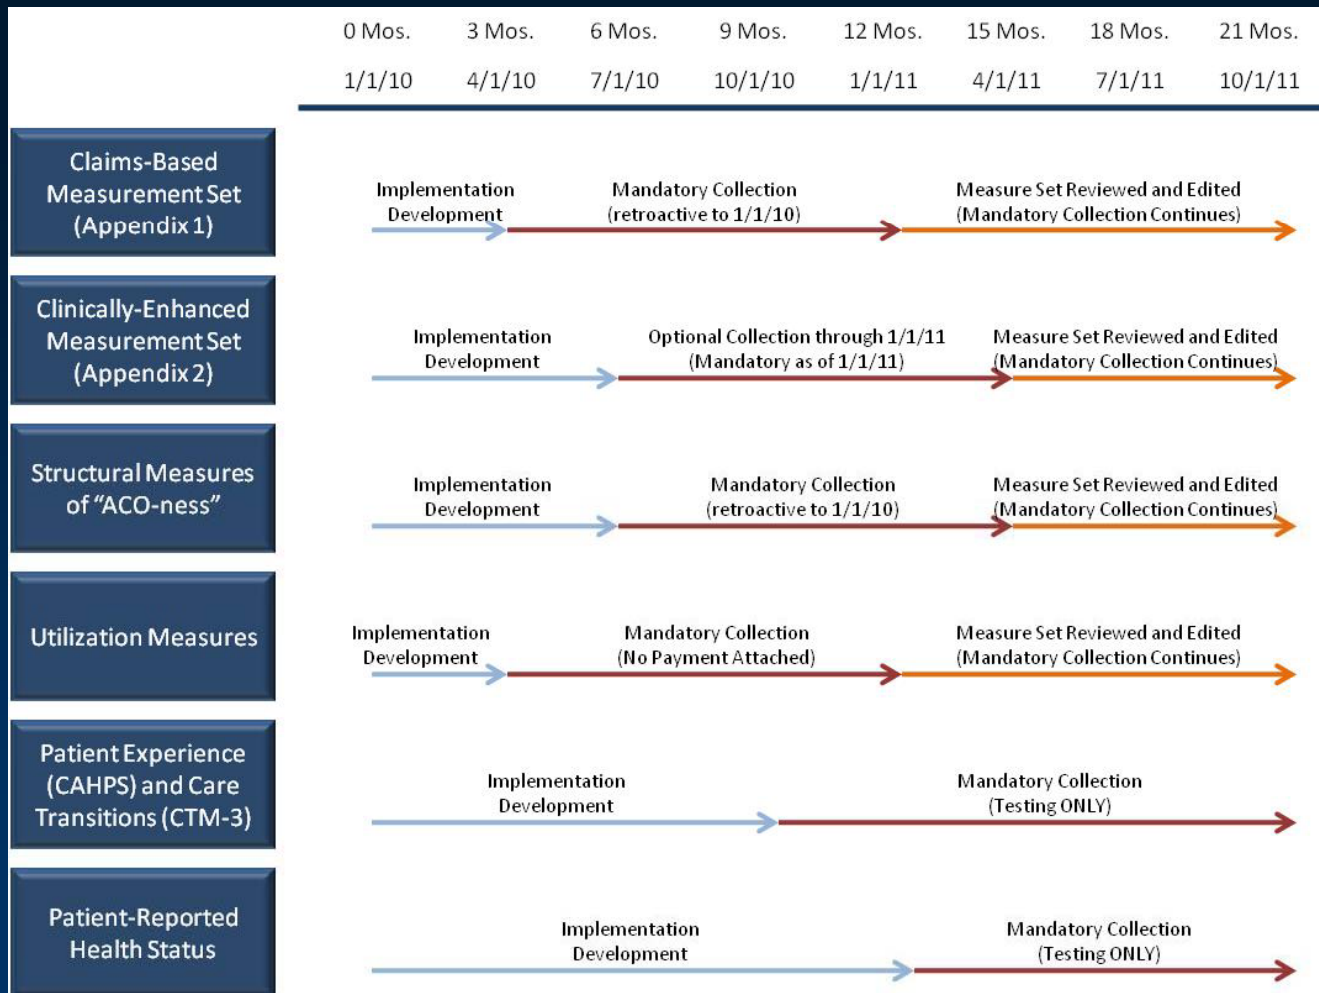 0 Mos. 3 Mos. 6 Mos. 9 Mos. 12 Mos. 15 Mos. 18 Mos. 21 Mos.
1/1/10 4/1/10 7/1/10 10/1/10 1/1/11 4/1/11 7/1/11 10/1/11
Claims-Based
Measurement Set
(Appendix 1)
Implementation
Development
Mandatory Collection
(retroactive to 1/1/10)
Measure Set Reviewed and Edited
(Mandatory Collection Continues)
Clinically-Enhanced
Measurement Set
(Appendix 2)
Implementation
Development
Optional Collection through 1/1/11
(Mandatory as of 1/1/11)
Measure Set Reviewed and Edited
(Mandatory Collection Continues)
Structural Measures
of “ACO-ness”
Implementation
Development
Mandatory Collection
(retroactive to 1/1/10)
Measure Set Reviewed and Edited
(Mandatory Collection Continues)
Utilization Measures
Implementation
Development
Mandatory Collection
(No Payment Attached)
Measure Set Reviewed and Edited
(Mandatory Collection Continues)
Patient Experience
(CAHPS) and Care
Transitions (CTM-3)
Implementation
Development
Mandatory Collection
(Testing ONLY)
Patient-Reported
Health Status
Implementation
Development
Mandatory Collection
(Testing ONLY)